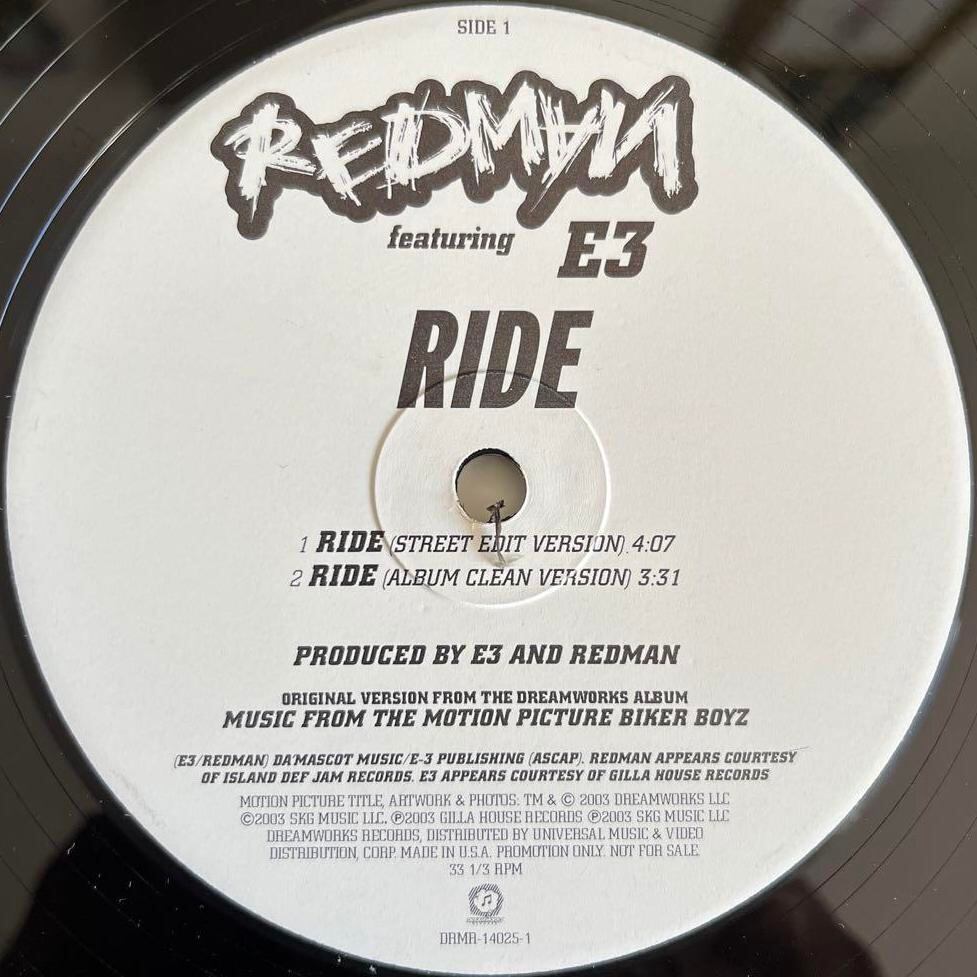 SIDE 1
REDMAN
featuring E3
RIDE
1 RIDE (STREET EDIT VERSION) 4:07
2 RIDE (ALBUM CLEAN VERSION) 3:31
PRODUCED BY E3 AND REDMAN
ORIGINAL VERSION FROM THE DREAMWORKS ALBUM
MUSIC FROM THE MOTION PICTURE BIKER BOYZ
(E3/REDMAN) DA'MASCOT MUSIC/E-3 PUBLISHING (ASCAP). REDMAN APPEARS COURTESY
OF ISLAND DEF JAM RECORDS. E3 APPEARS COURTESY OF GILLA HOUSE RECORDS
MOTION PICTURE TITLE, ARTWORK & PHOTOS: TM & © 2003 DREAMWORKS LLC
©2003 SKG MUSIC LLC. ℗2003 GILLA HOUSE RECORDS ℗2003 SKG MUSIC LLC
DREAMWORKS RECORDS, DISTRIBUTED BY UNIVERSAL MUSIC & VIDEO
DISTRIBUTION, CORP. MADE IN U.S.A. PROMOTION ONLY. NOT FOR SALE.
33 1/3 RPM
DRMR-14025-1